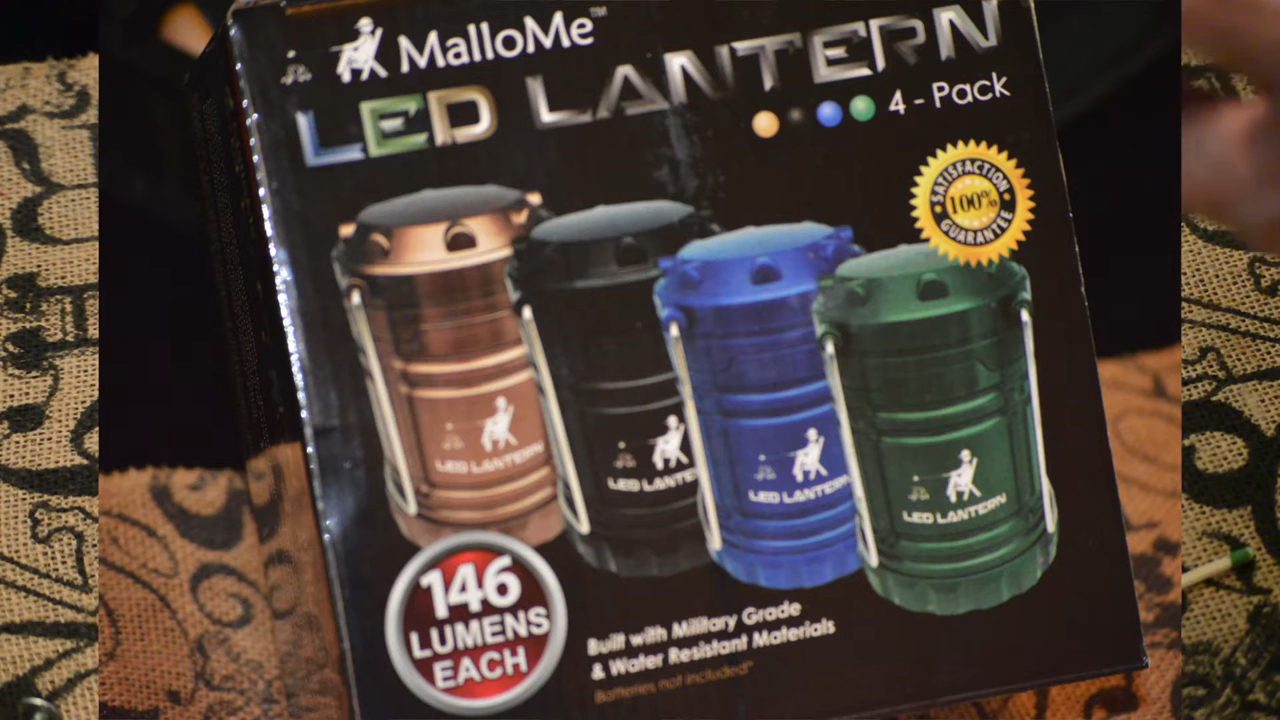 MalloMe™
LED LANTERN
4 - Pack
SATISFACTION
100%
GUARANTEE
LED LANTERN
LED LANTERN
LED LANTERN
LED LANTERN
146
LUMENS
EACH
Built with Military Grade
& Water Resistant Materials
Batteries not included*